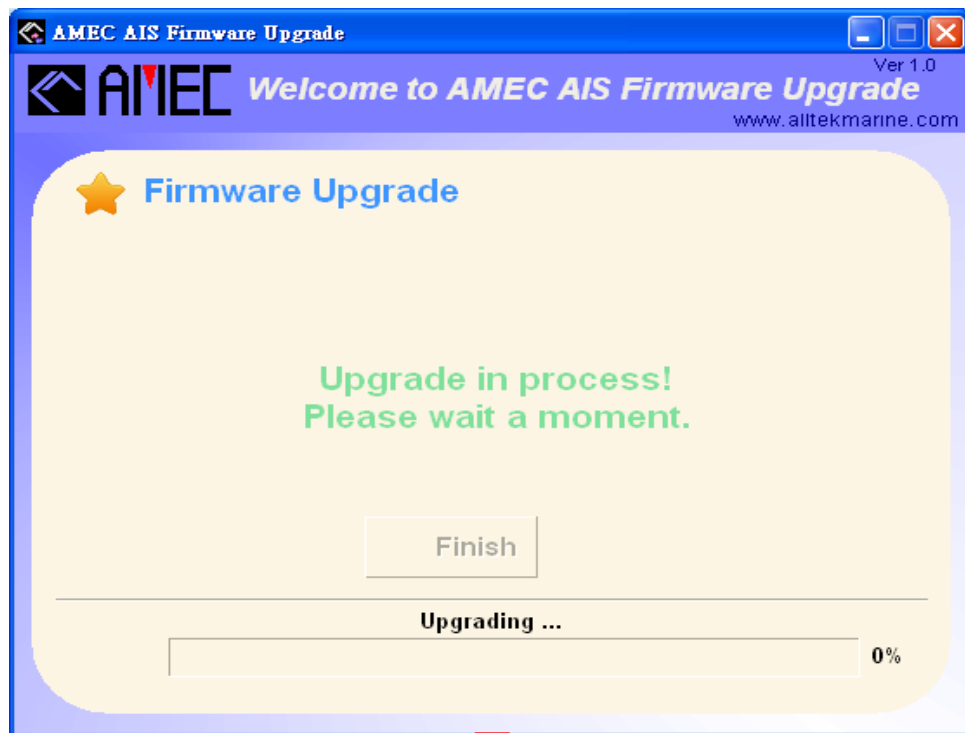 AMEC AIS Firmware Upgrade
Ver 1.0
AMEC Welcome to AMEC AIS Firmware Upgrade
www.alltekmarine.com
Firmware Upgrade
Upgrade in process!
Please wait a moment.
Finish
Upgrading ...
0%